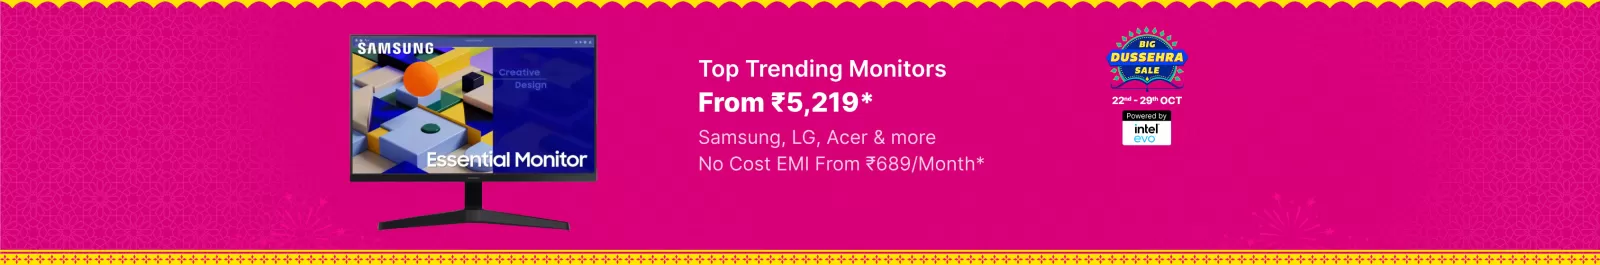 SAMSUNG
Creative
Design
Essential Monitor
Top Trending Monitors
From ₹5,219*
Samsung, LG, Acer & more
No Cost EMI From ₹689/Month*
BIG
DUSSEHRA
SALE
22nd - 29th OCT
Powered by
intel
evo